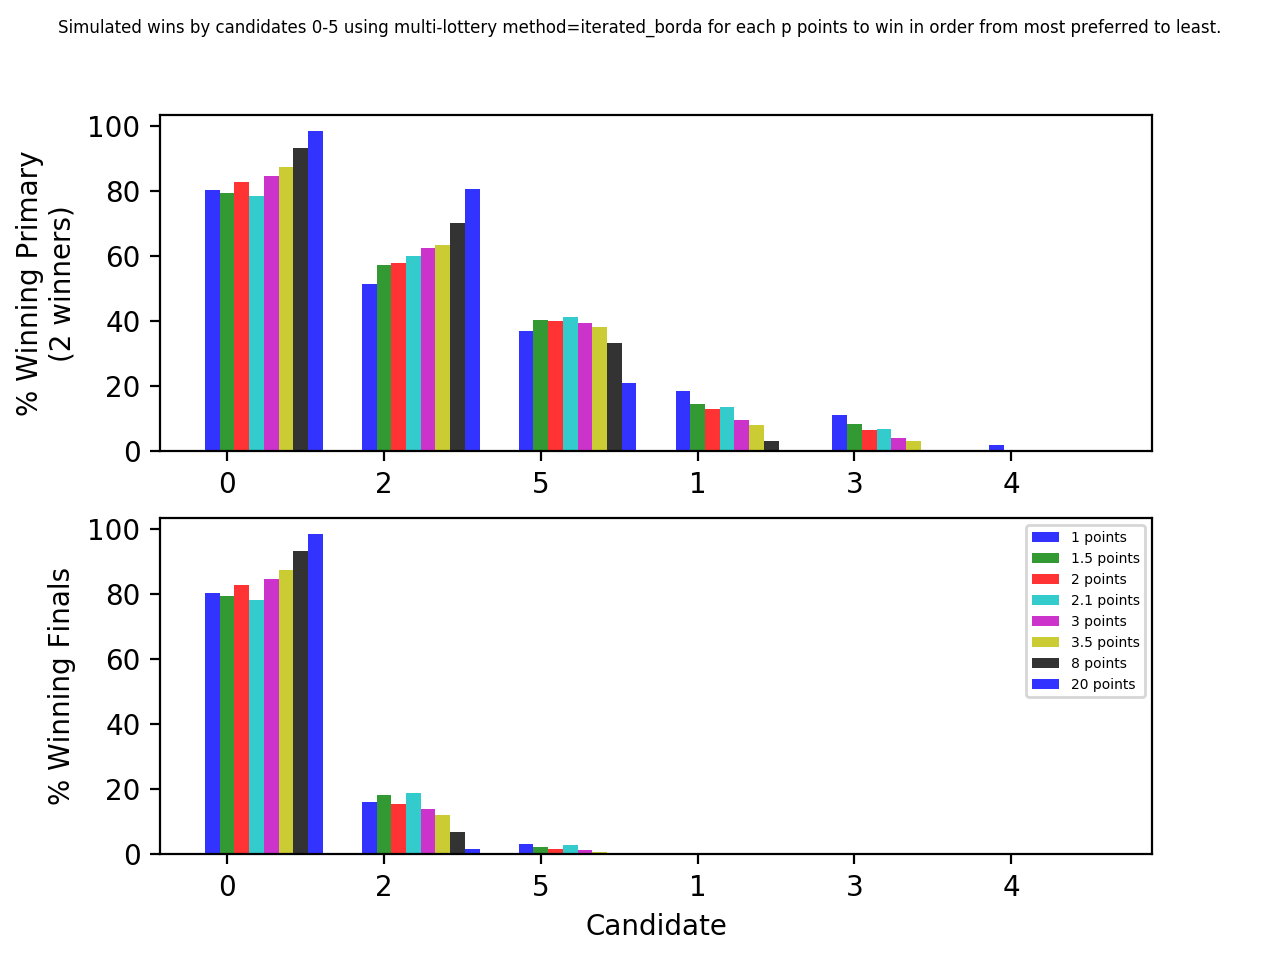 Simulated wins by candidates 0-5 using multi-lottery method=iterated_borda for each p points to win in order from most preferred to least.
% Winning Primary
(2 winners)
100
80
60
40
20
0
0 2 5 1 3 4
% Winning Finals
100
80
60
40
20
0
1 points
1.5 points
2 points
2.1 points
3 points
3.5 points
8 points
20 points
0 2 5 1 3 4
Candidate